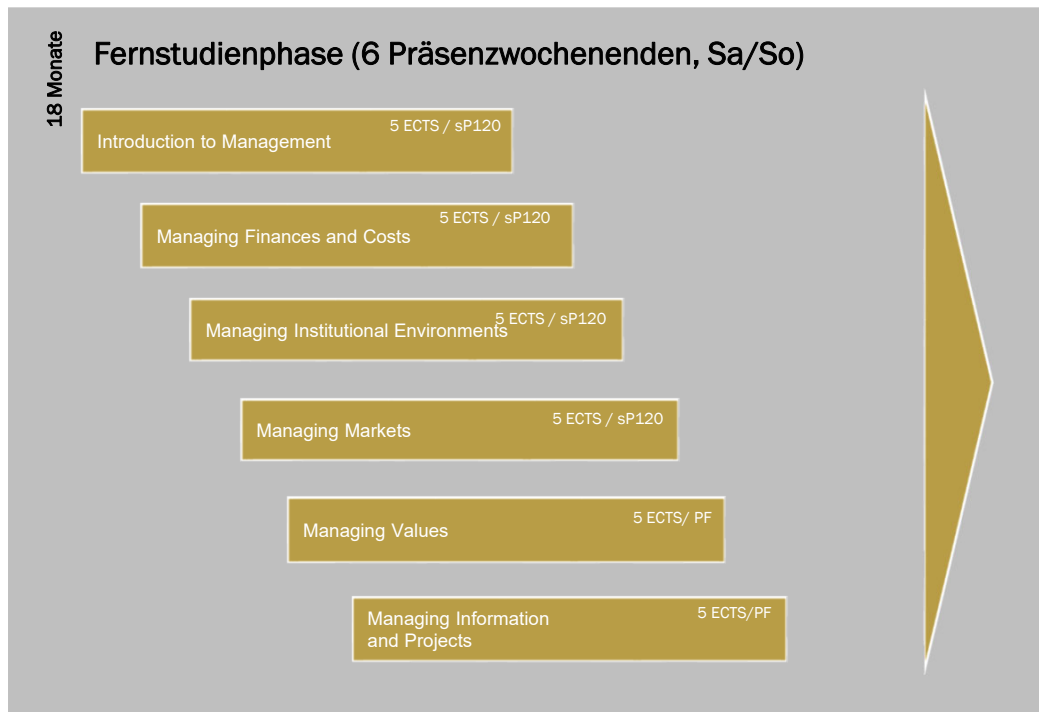 18 Monate
Fernstudienphase (6 Präsenzwochenenden, Sa/So)
5 ECTS / sP120
Introduction to Management
5 ECTS / sP120
Managing Finances and Costs
5 ECTS / sP120
Managing Institutional Environments
5 ECTS / sP120
Managing Markets
5 ECTS/ PF
Managing Values
5 ECTS/PF
Managing Information
and Projects